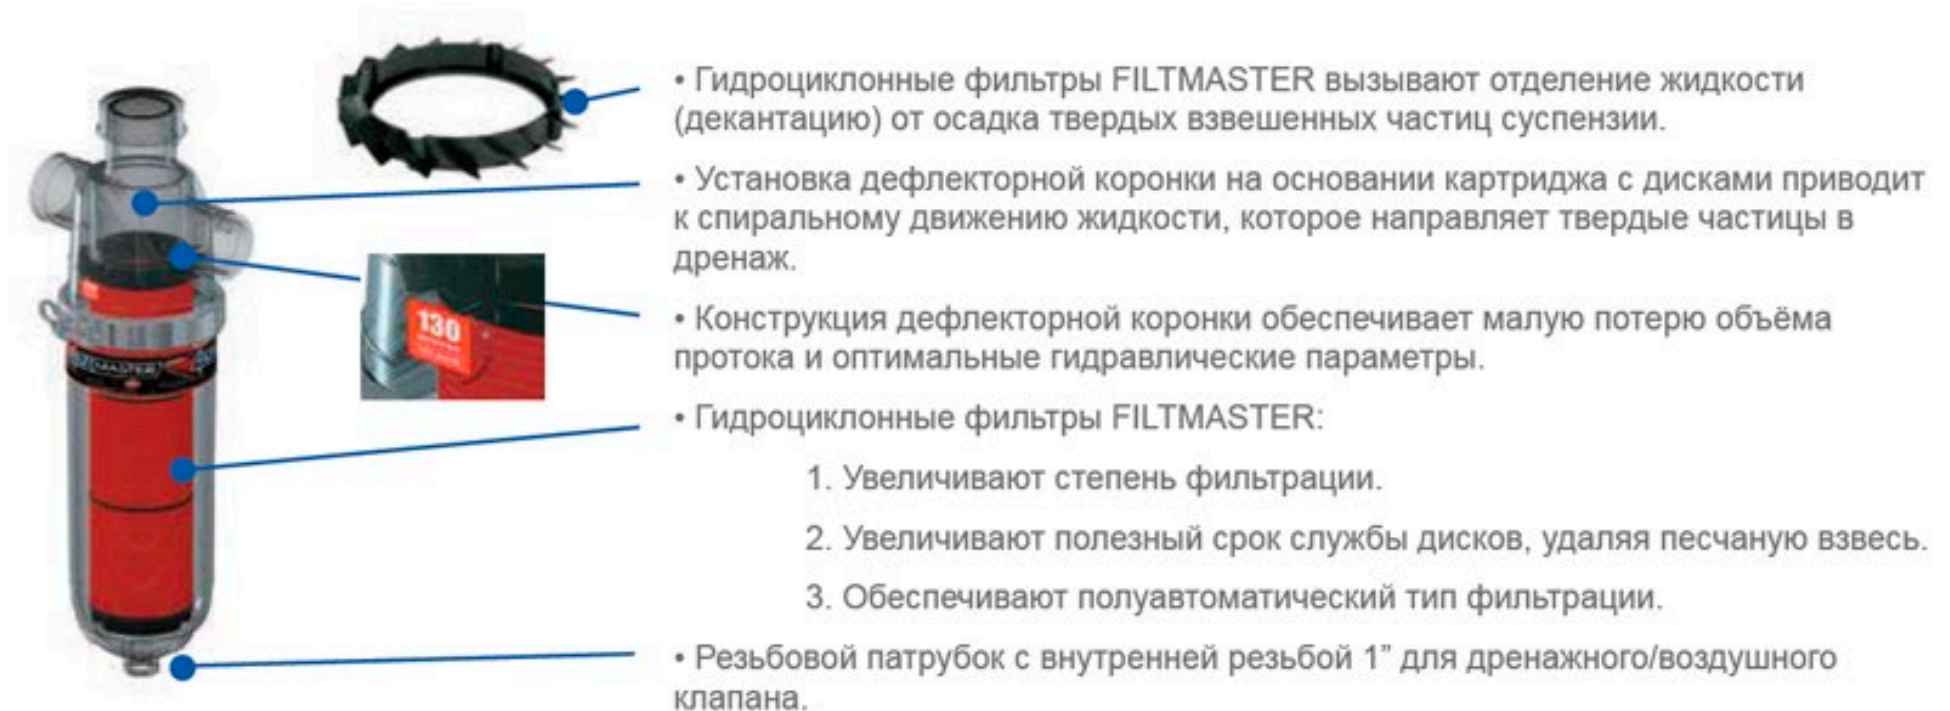 • Гидроциклонные фильтры FILTMASTER вызывают отделение жидкости
(декантацию) от осадка твердых взвешенных частиц суспензии.
• Установка дефлекторной коронки на основании картриджа с дисками приводит
к спиральному движению жидкости, которое направляет твердые частицы в
дренаж.
130
• Конструкция дефлекторной коронки обеспечивает малую потерю объёма
протока и оптимальные гидравлические параметры.
MASTER
• Гидроциклонные фильтры FILTMASTER:
1. Увеличивают степень фильтрации.
2. Увеличивают полезный срок службы дисков, удаляя песчаную взвесь.
3. Обеспечивают полуавтоматический тип фильтрации.
• Резьбовой патрубок с внутренней резьбой 1” для дренажного/воздушного
клапана.